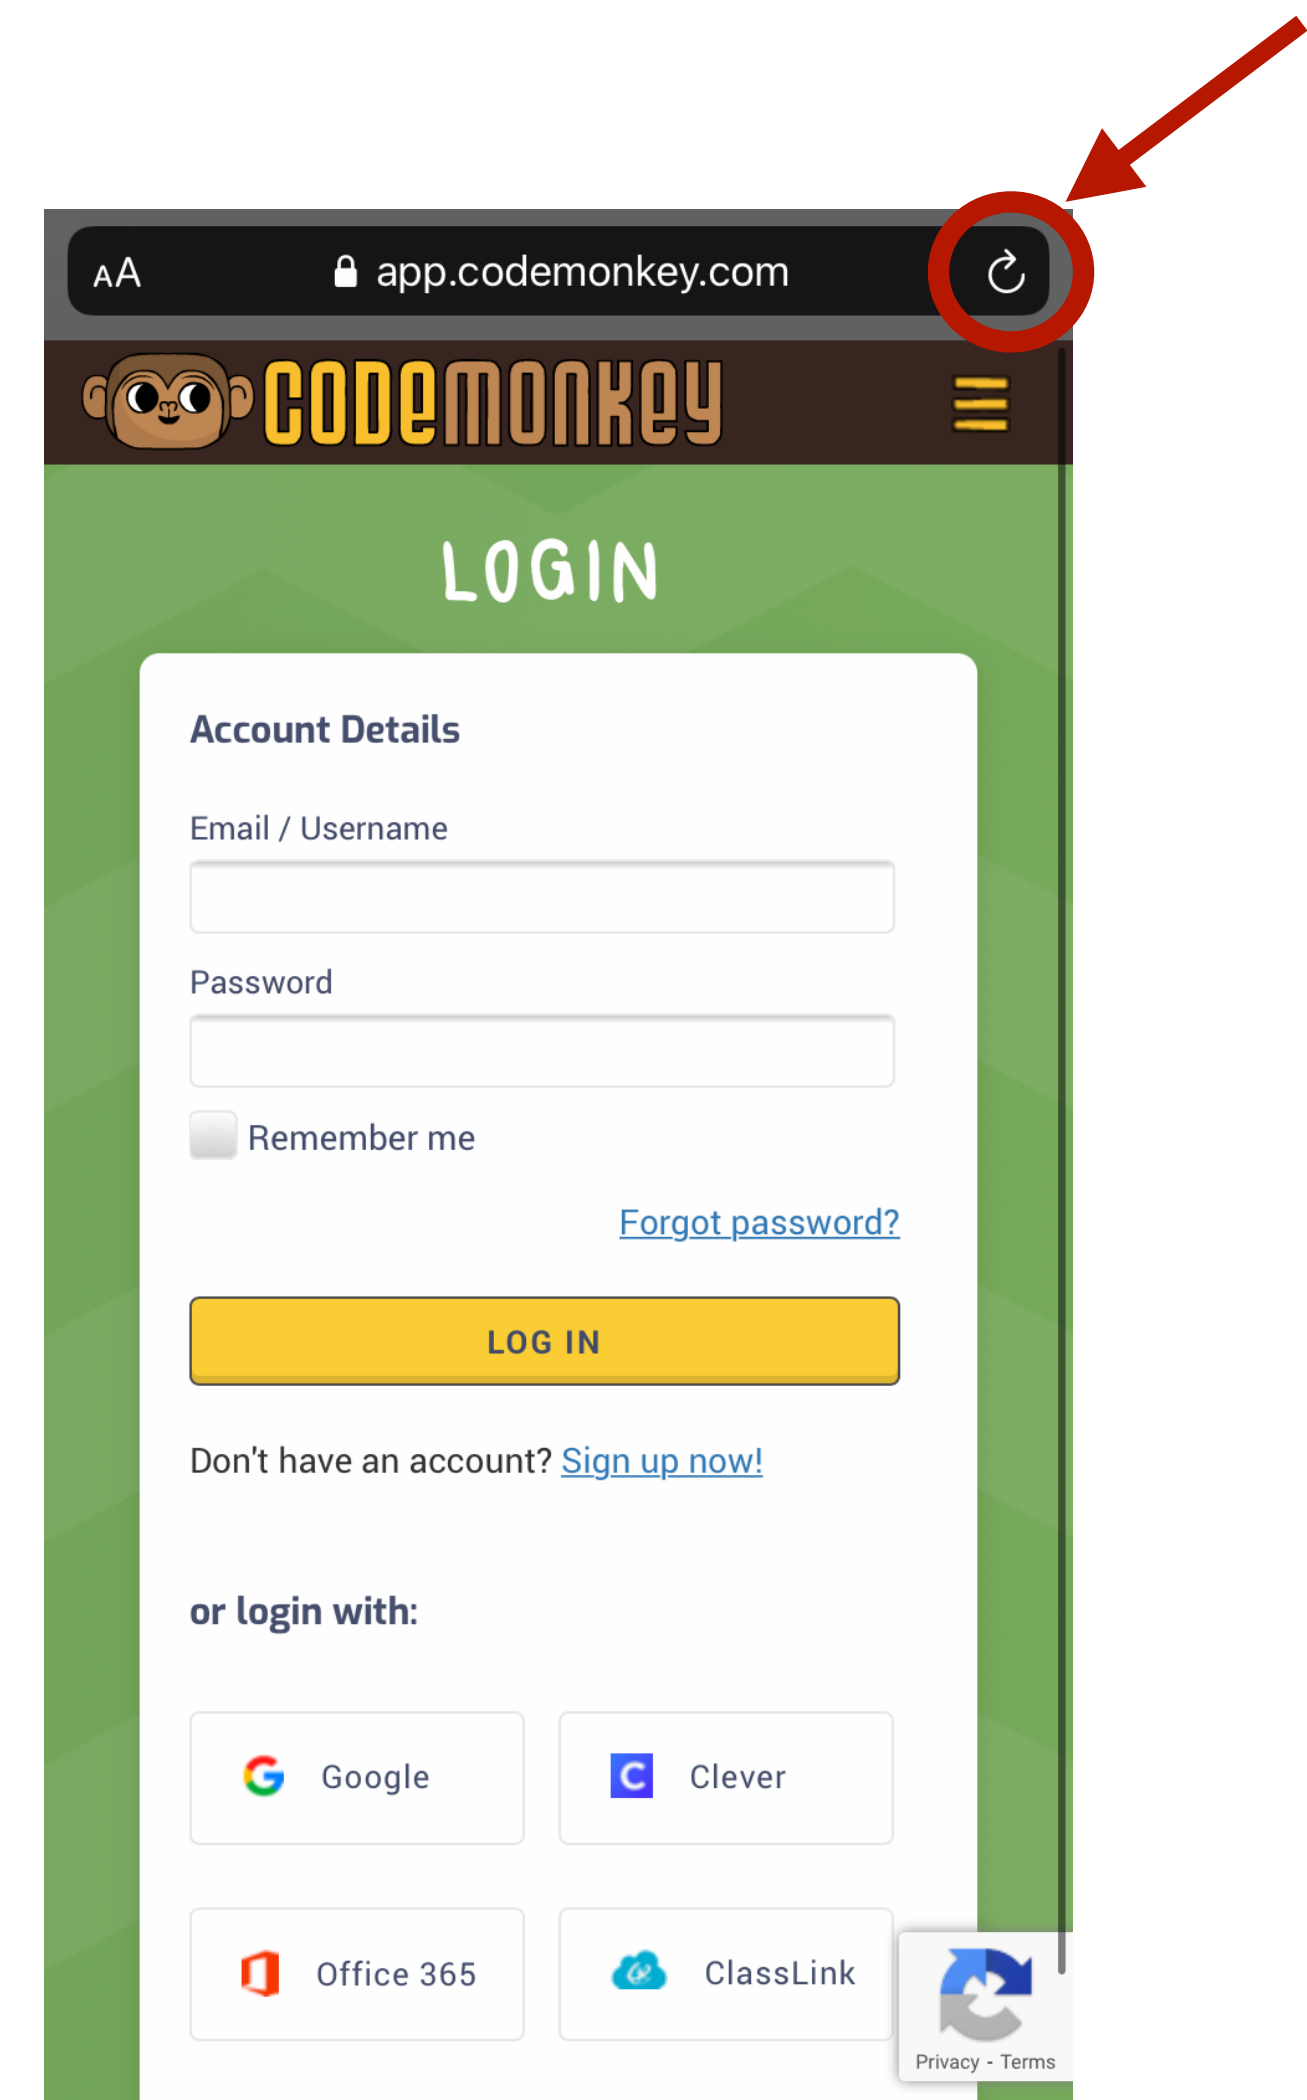 AA
app.codemonkey.com
CODEMONKEY
LOGIN
Account Details
Email / Username
Password
Remember me
Forgot password?
LOG IN
Don't have an account? Sign up now!
or login with:
Google
C Clever
Office 365
ClassLink
Privacy - Terms